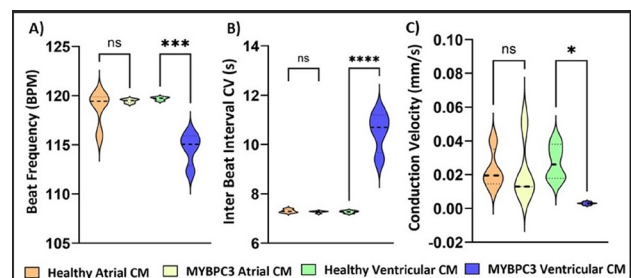 A)
Beat Frequency (BPM)
125
120
115
110
105
ns
***
B)
Inter Beat Interval CV (s)
14
12
10
8
6
ns
****
C)
Conduction Velocity (mm/s)
0.10
0.08
0.06
0.04
0.02
0.00
-0.02
ns
*
Healthy Atrial CM
MYBPC3 Atrial CM
Healthy Ventricular CM
MYBPC3 Ventricular CM